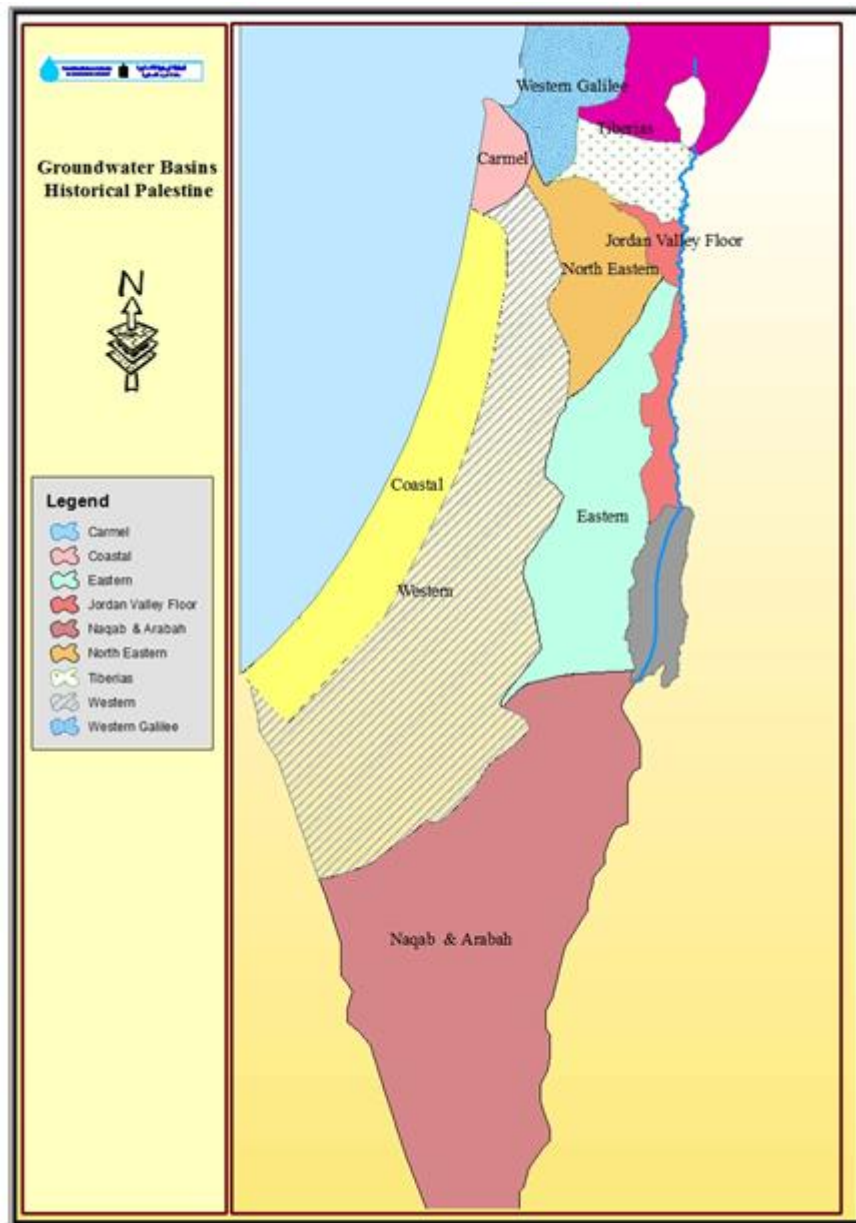 Groundwater Basins
Historical Palestine
N
Legend
Carmel
Coastal
Eastern
Jordan Valley Floor
Naqab & Arabah
North Eastern
Tiberias
Western
Western Galilee
Western Galilee
Tiberias
Carmel
Jordan Valley Floor
North Eastern
Coastal
Eastern
Western
Naqab & Arabah